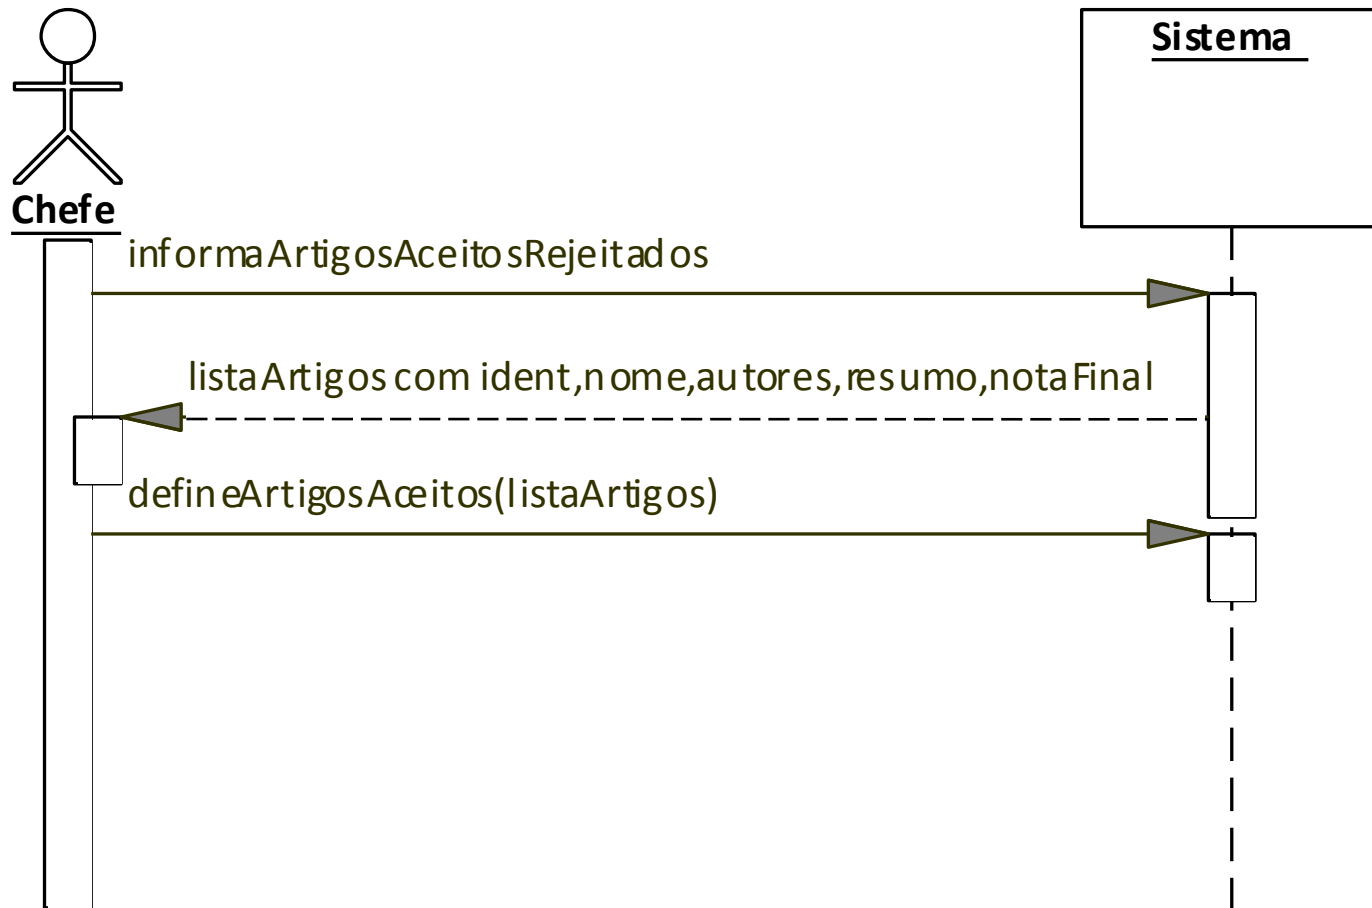 Sistema
Chefe
informaArtigosAceitosRejeitados
listaArtigos com ident,nome,autores,resumo,notaFinal
defineArtigosAceitos(listaArtigos)